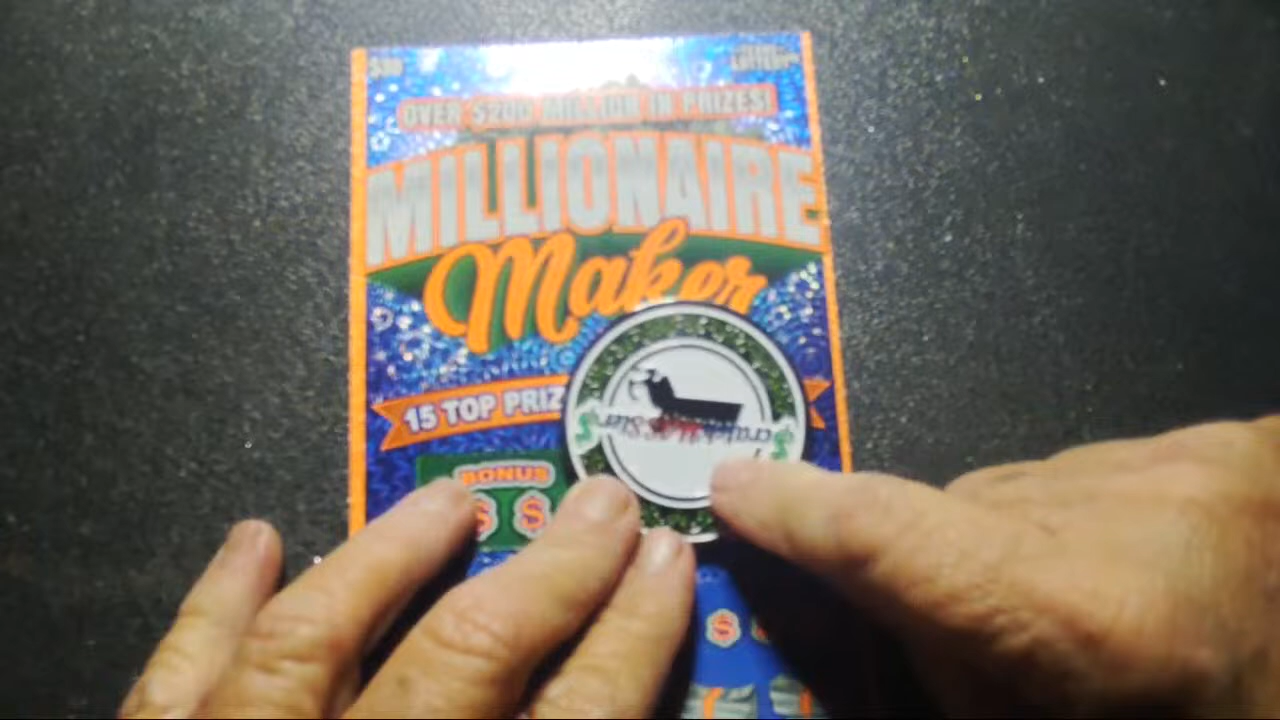 OVER $200 MILLION IN PRIZES!
MILLIONAIRE
Maker
15 TOP PRIZ
BONUS
$ $
$